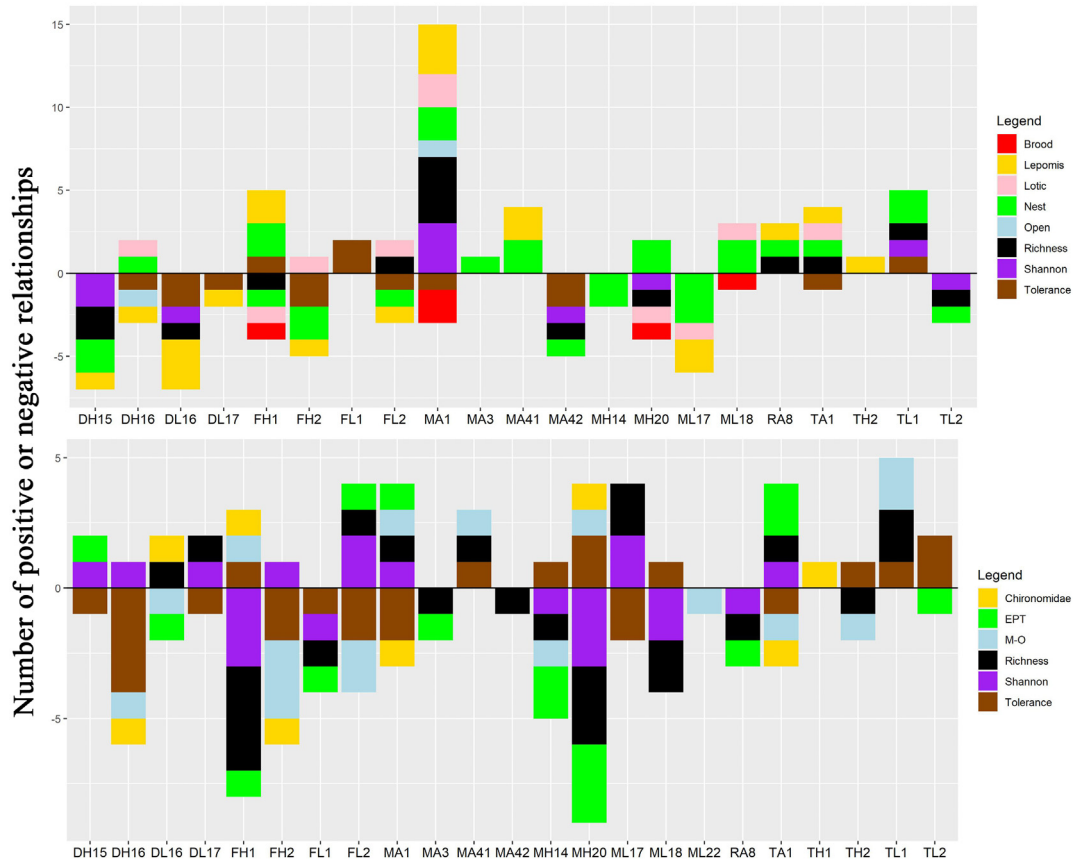 Number of positive or negative relationships
15
10
5
0
-5
DH15 DH16 DL16 DL17 FH1 FH2 FL1 FL2 MA1 MA3 MA41 MA42 MH14 MH20 ML17 ML18 RA8 TA1 TH2 TL1 TL2
Legend
Brood
Lepomis
Lotic
Nest
Open
Richness
Shannon
Tolerance
5
0
-5
DH15 DH16 DL16 DL17 FH1 FH2 FL1 FL2 MA1 MA3 MA41 MA42 MH14 MH20 ML17 ML18 ML22 RA8 TA1 TH1 TH2 TL1 TL2
Legend
Chironomidae
EPT
M-O
Richness
Shannon
Tolerance